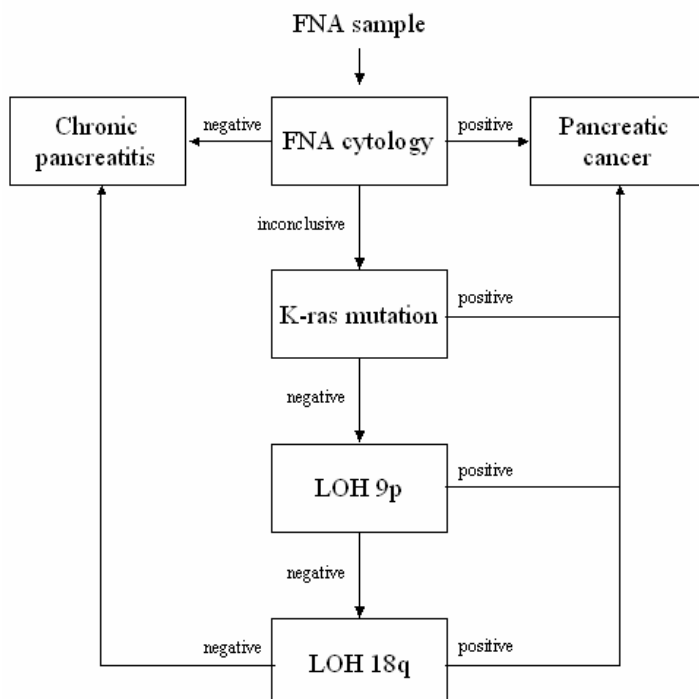 FNA sample
Chronic
pancreatitis
negative
FNA cytology
positive
Pancreatic
cancer
inconclusive
K-ras mutation
positive
negative
LOH 9p
positive
negative
negative
LOH 18q
positive